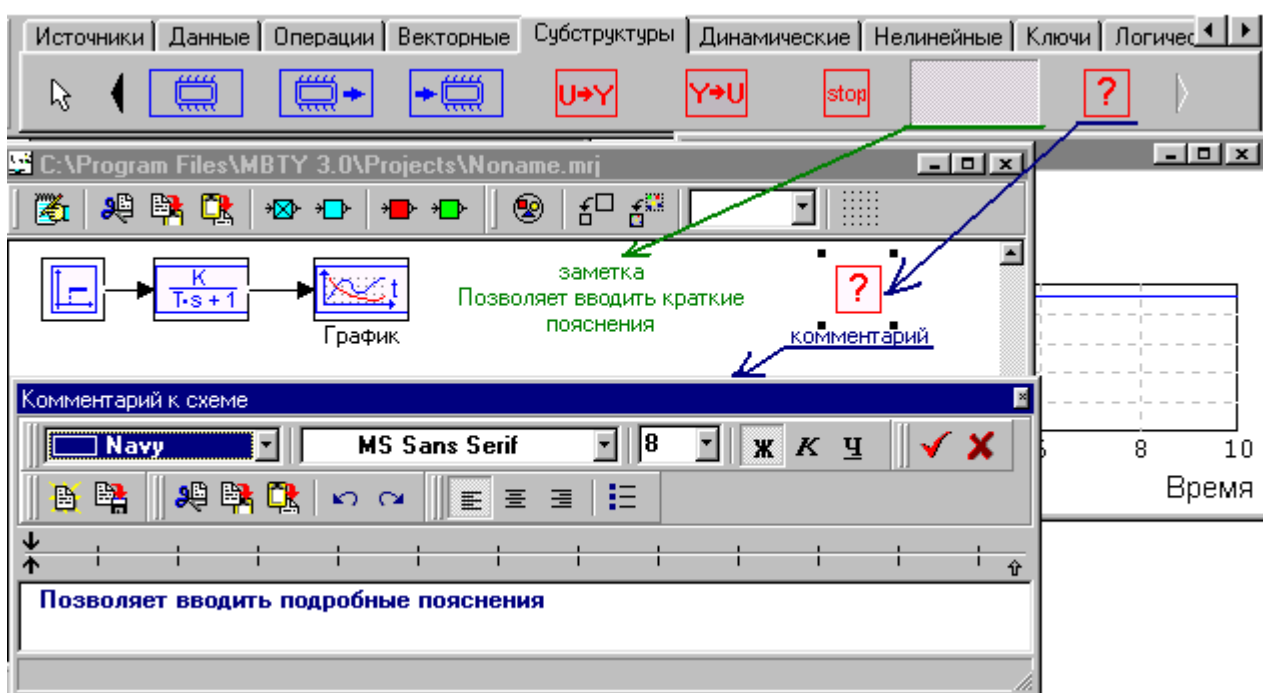 Источники Данные Операции Векторные Субструктуры Динамические Нелинейные Ключи Логичес
U→Y Y→U stop ?
C:\Program Files\MBTY 3.0\Projects\Noname.mrj
K
T·s + 1
t
График
заметка
Позволяет вводить краткие
пояснения
?
комментарий
Комментарий к схеме
Navy MS Sans Serif 8 Ж К Ч
8 10
Время
Позволяет вводить подробные пояснения